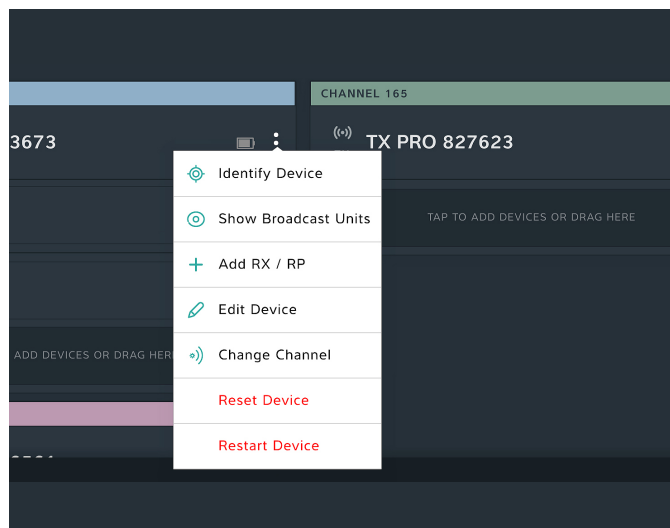 CHANNEL 165
3673
TX PRO 827623
Identify Device
Show Broadcast Units
TAP TO ADD DEVICES OR DRAG HERE
Add RX / RP
Edit Device
ADD DEVICES OR DRAG HER
Change Channel
Reset Device
Restart Device